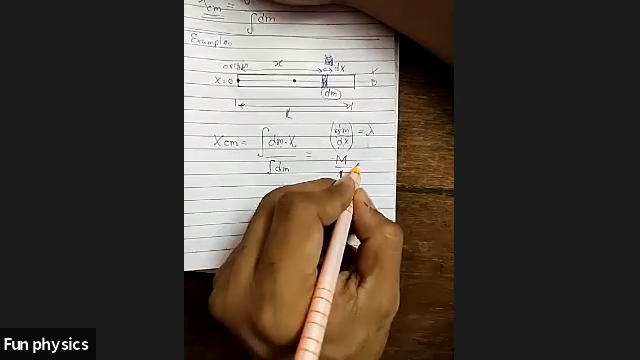 Xcm =
∫dm
Example
origin x dx
X=0
dm
L
Xcm = ∫dm·X = (dm = λ
∫dm dx
M
Fun physics